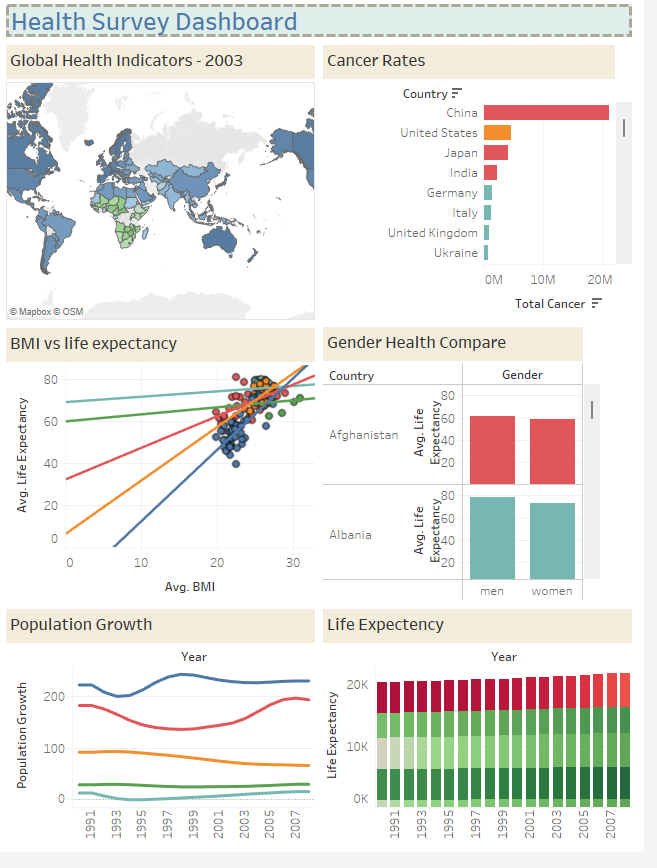 Health Survey Dashboard
Global Health Indicators - 2003
© Mapbox © OSM
Cancer Rates
Country
China
United States
Japan
India
Germany
Italy
United Kingdom
Ukraine
0M 10M 20M
Total Cancer
BMI vs life expectancy
Avg. Life Expectancy
80
60
40
20
0
0 10 20 30
Avg. BMI
Gender Health Compare
Country
Gender
Afghanistan
Avg. Life
Expectancy
80
60
40
20
Albania
Avg. Life
Expectancy
80
60
40
20
men women
Population Growth
Year
Population Growth
200
100
0
1991 1993 1995 1997 1999 2001 2003 2005 2007
Life Expectency
Year
Life Expectancy
20K
10K
0K
1991 1993 1995 1997 1999 2001 2003 2005 2007